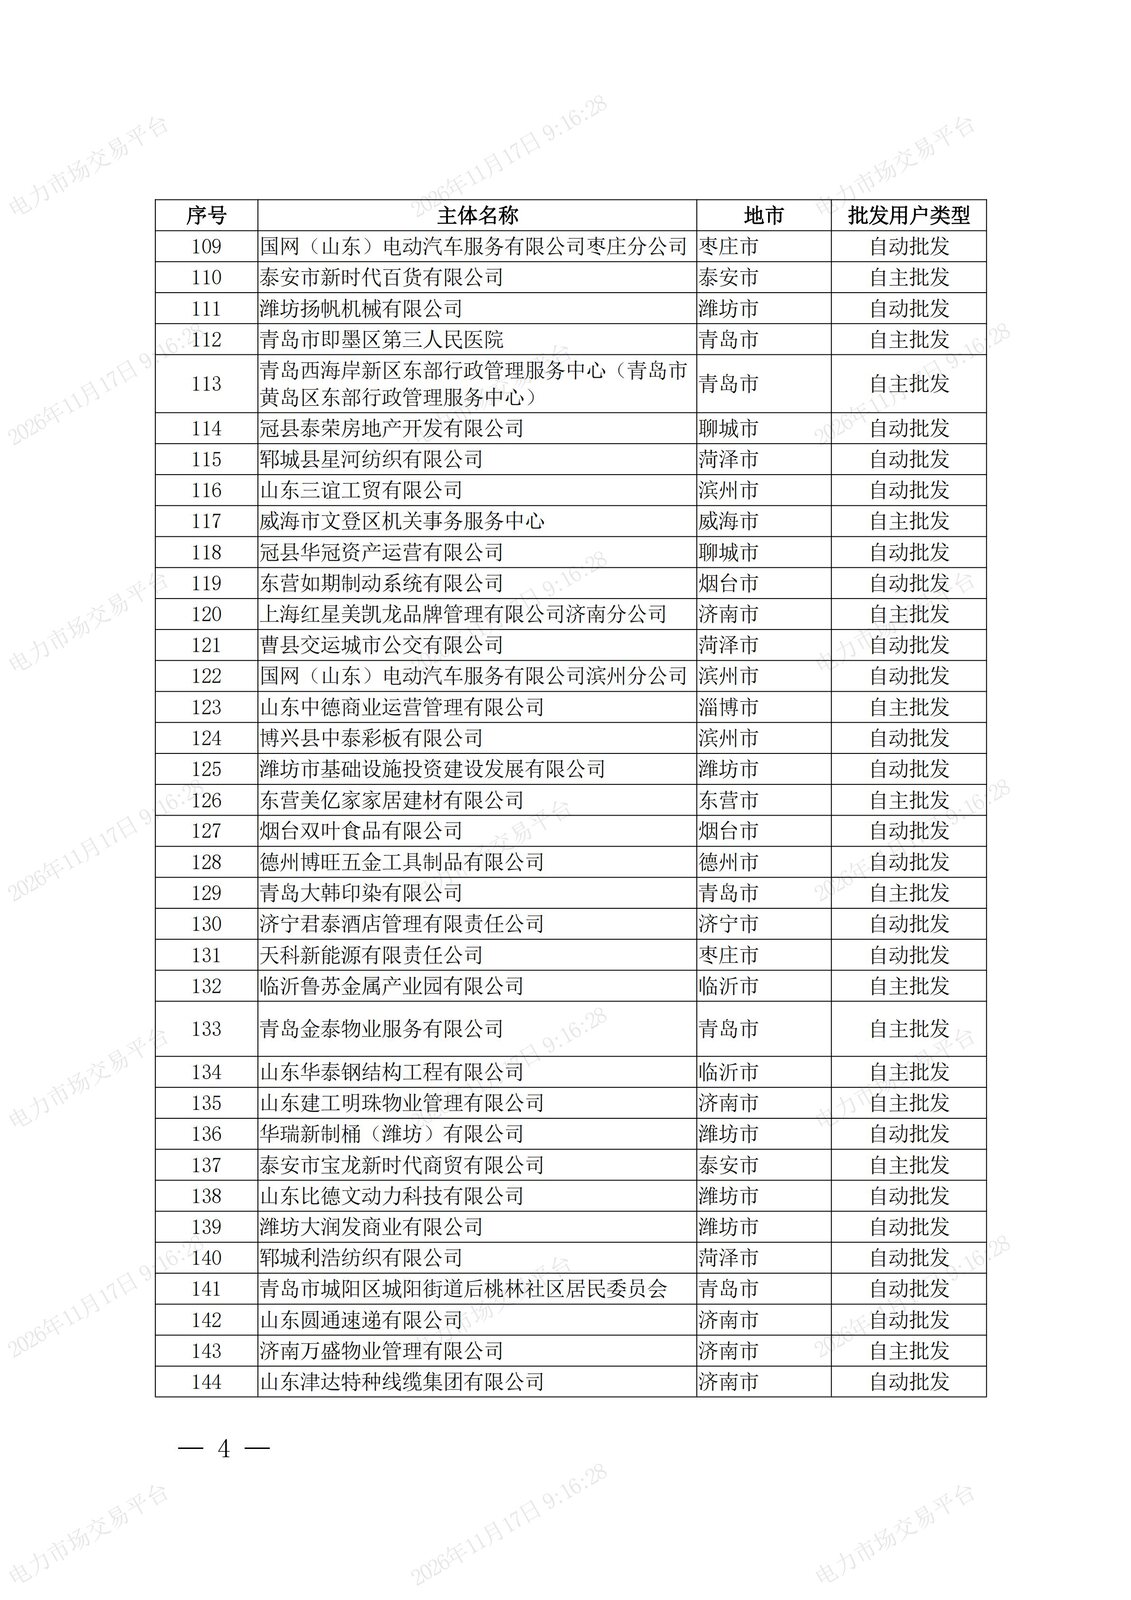 序号 主体名称 地市 批发用户类型
109 国网（山东）电动汽车服务有限公司枣庄分公司 枣庄市 自动批发
110 泰安市新时代百货有限公司 泰安市 自主批发
111 潍坊扬帆机械有限公司 潍坊市 自动批发
112 青岛市即墨区第三人民医院 青岛市 自主批发
113 青岛西海岸新区东部行政管理服务中心（青岛市
黄岛区东部行政管理服务中心） 青岛市 自主批发
114 冠县泰荣房地产开发有限公司 聊城市 自动批发
115 郓城县星河纺织有限公司 菏泽市 自动批发
116 山东三谊工贸有限公司 滨州市 自动批发
117 威海市文登区机关事务服务中心 威海市 自主批发
118 冠县华冠资产运营有限公司 聊城市 自动批发
119 东营如期制动系统有限公司 烟台市 自动批发
120 上海红星美凯龙品牌管理有限公司济南分公司 济南市 自主批发
121 曹县交运城市公交有限公司 菏泽市 自动批发
122 国网（山东）电动汽车服务有限公司滨州分公司 滨州市 自动批发
123 山东中德商业运营管理有限公司 淄博市 自主批发
124 博兴县中泰彩板有限公司 滨州市 自动批发
125 潍坊市基础设施投资建设发展有限公司 潍坊市 自动批发
126 东营美亿家家居建材有限公司 东营市 自主批发
127 烟台双叶食品有限公司 烟台市 自动批发
128 德州博旺五金工具制品有限公司 德州市 自动批发
129 青岛大韩印染有限公司 青岛市 自主批发
130 济宁君泰酒店管理有限责任公司 济宁市 自动批发
131 天科新能源有限责任公司 枣庄市 自动批发
132 临沂鲁苏金属产业园有限公司 临沂市 自主批发
133 青岛金泰物业服务有限公司 青岛市 自主批发
134 山东华泰钢结构工程有限公司 临沂市 自主批发
135 山东建工明珠物业管理有限公司 济南市 自主批发
136 华瑞新制桶（潍坊）有限公司 潍坊市 自动批发
137 泰安市宝龙新时代商贸有限公司 泰安市 自主批发
138 山东比德文动力科技有限公司 潍坊市 自动批发
139 潍坊大润发商业有限公司 潍坊市 自动批发
140 郓城利浩纺织有限公司 菏泽市 自动批发
141 青岛市城阳区城阳街道后桃林社区居民委员会 青岛市 自动批发
142 山东圆通速递有限公司 济南市 自动批发
143 济南万盛物业管理有限公司 济南市 自主批发
144 山东津达特种线缆集团有限公司 济南市 自动批发
— 4 —
电力市场交易平台
2026年11月17日 9:16:28